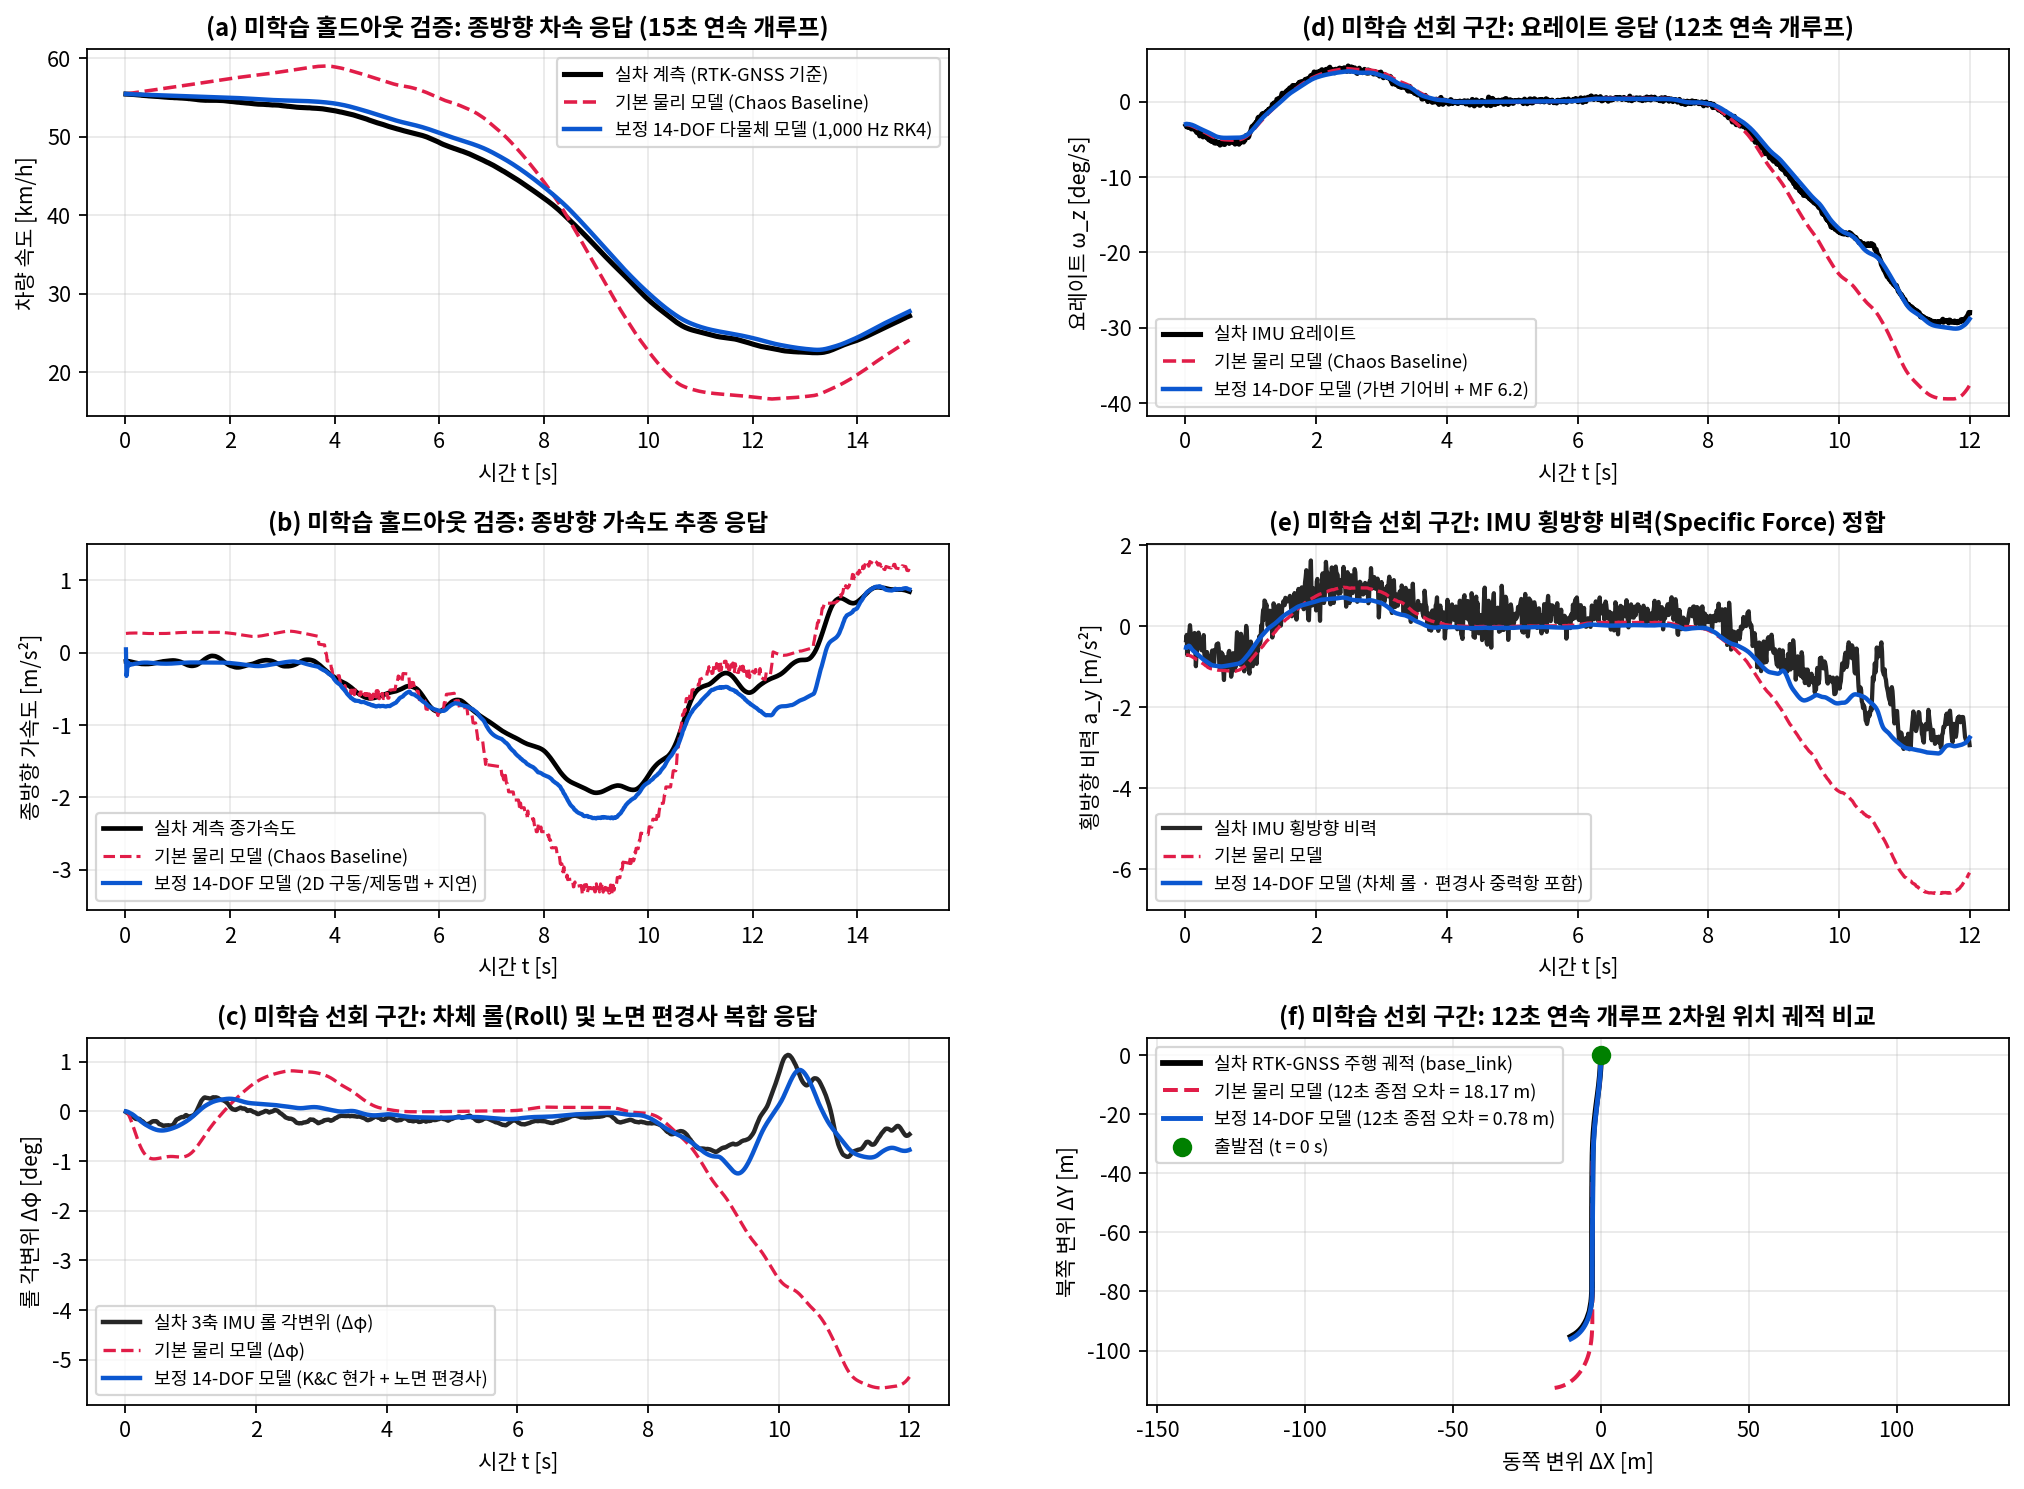 (a) 미학습 홀드아웃 검증: 종방향 차속 응답 (15초 연속 개루프)
60
50
40
30
20
차량 속도 [km/h]
실차 계측 (RTK-GNSS 기준)
기본 물리 모델 (Chaos Baseline)
보정 14-DOF 다물체 모델 (1,000 Hz RK4)
0 2 4 6 8 10 12 14
시간 t [s]
(d) 미학습 선회 구간: 요레이트 응답 (12초 연속 개루프)
0
-10
-20
-30
-40
요레이트 ω_z [deg/s]
실차 IMU 요레이트
기본 물리 모델 (Chaos Baseline)
보정 14-DOF 모델 (가변 기어비 + MF 6.2)
0 2 4 6 8 10 12
시간 t [s]
(b) 미학습 홀드아웃 검증: 종방향 가속도 추종 응답
1
0
-1
-2
-3
종방향 가속도 [m/s²]
실차 계측 종가속도
기본 물리 모델 (Chaos Baseline)
보정 14-DOF 모델 (2D 구동/제동맵 + 지연)
0 2 4 6 8 10 12 14
시간 t [s]
(e) 미학습 선회 구간: IMU 횡방향 비력(Specific Force) 정합
2
0
-2
-4
-6
횡방향 비력 a_y [m/s²]
실차 IMU 횡방향 비력
기본 물리 모델
보정 14-DOF 모델 (차체 롤 · 편경사 중력항 포함)
0 2 4 6 8 10 12
시간 t [s]
(c) 미학습 선회 구간: 차체 롤(Roll) 및 노면 편경사 복합 응답
1
0
-1
-2
-3
-4
-5
롤 각변위 Δφ [deg]
실차 3축 IMU 롤 각변위 (Δφ)
기본 물리 모델 (Δφ)
보정 14-DOF 모델 (K&C 현가 + 노면 편경사)
0 2 4 6 8 10 12
시간 t [s]
(f) 미학습 선회 구간: 12초 연속 개루프 2차원 위치 궤적 비교
0
-20
-40
-60
-80
-100
북쪽 변위 ΔY [m]
실차 RTK-GNSS 주행 궤적 (base_link)
기본 물리 모델 (12초 종점 오차 = 18.17 m)
보정 14-DOF 모델 (12초 종점 오차 = 0.78 m)
출발점 (t = 0 s)
-150 -100 -50 0 50 100
동쪽 변위 ΔX [m]